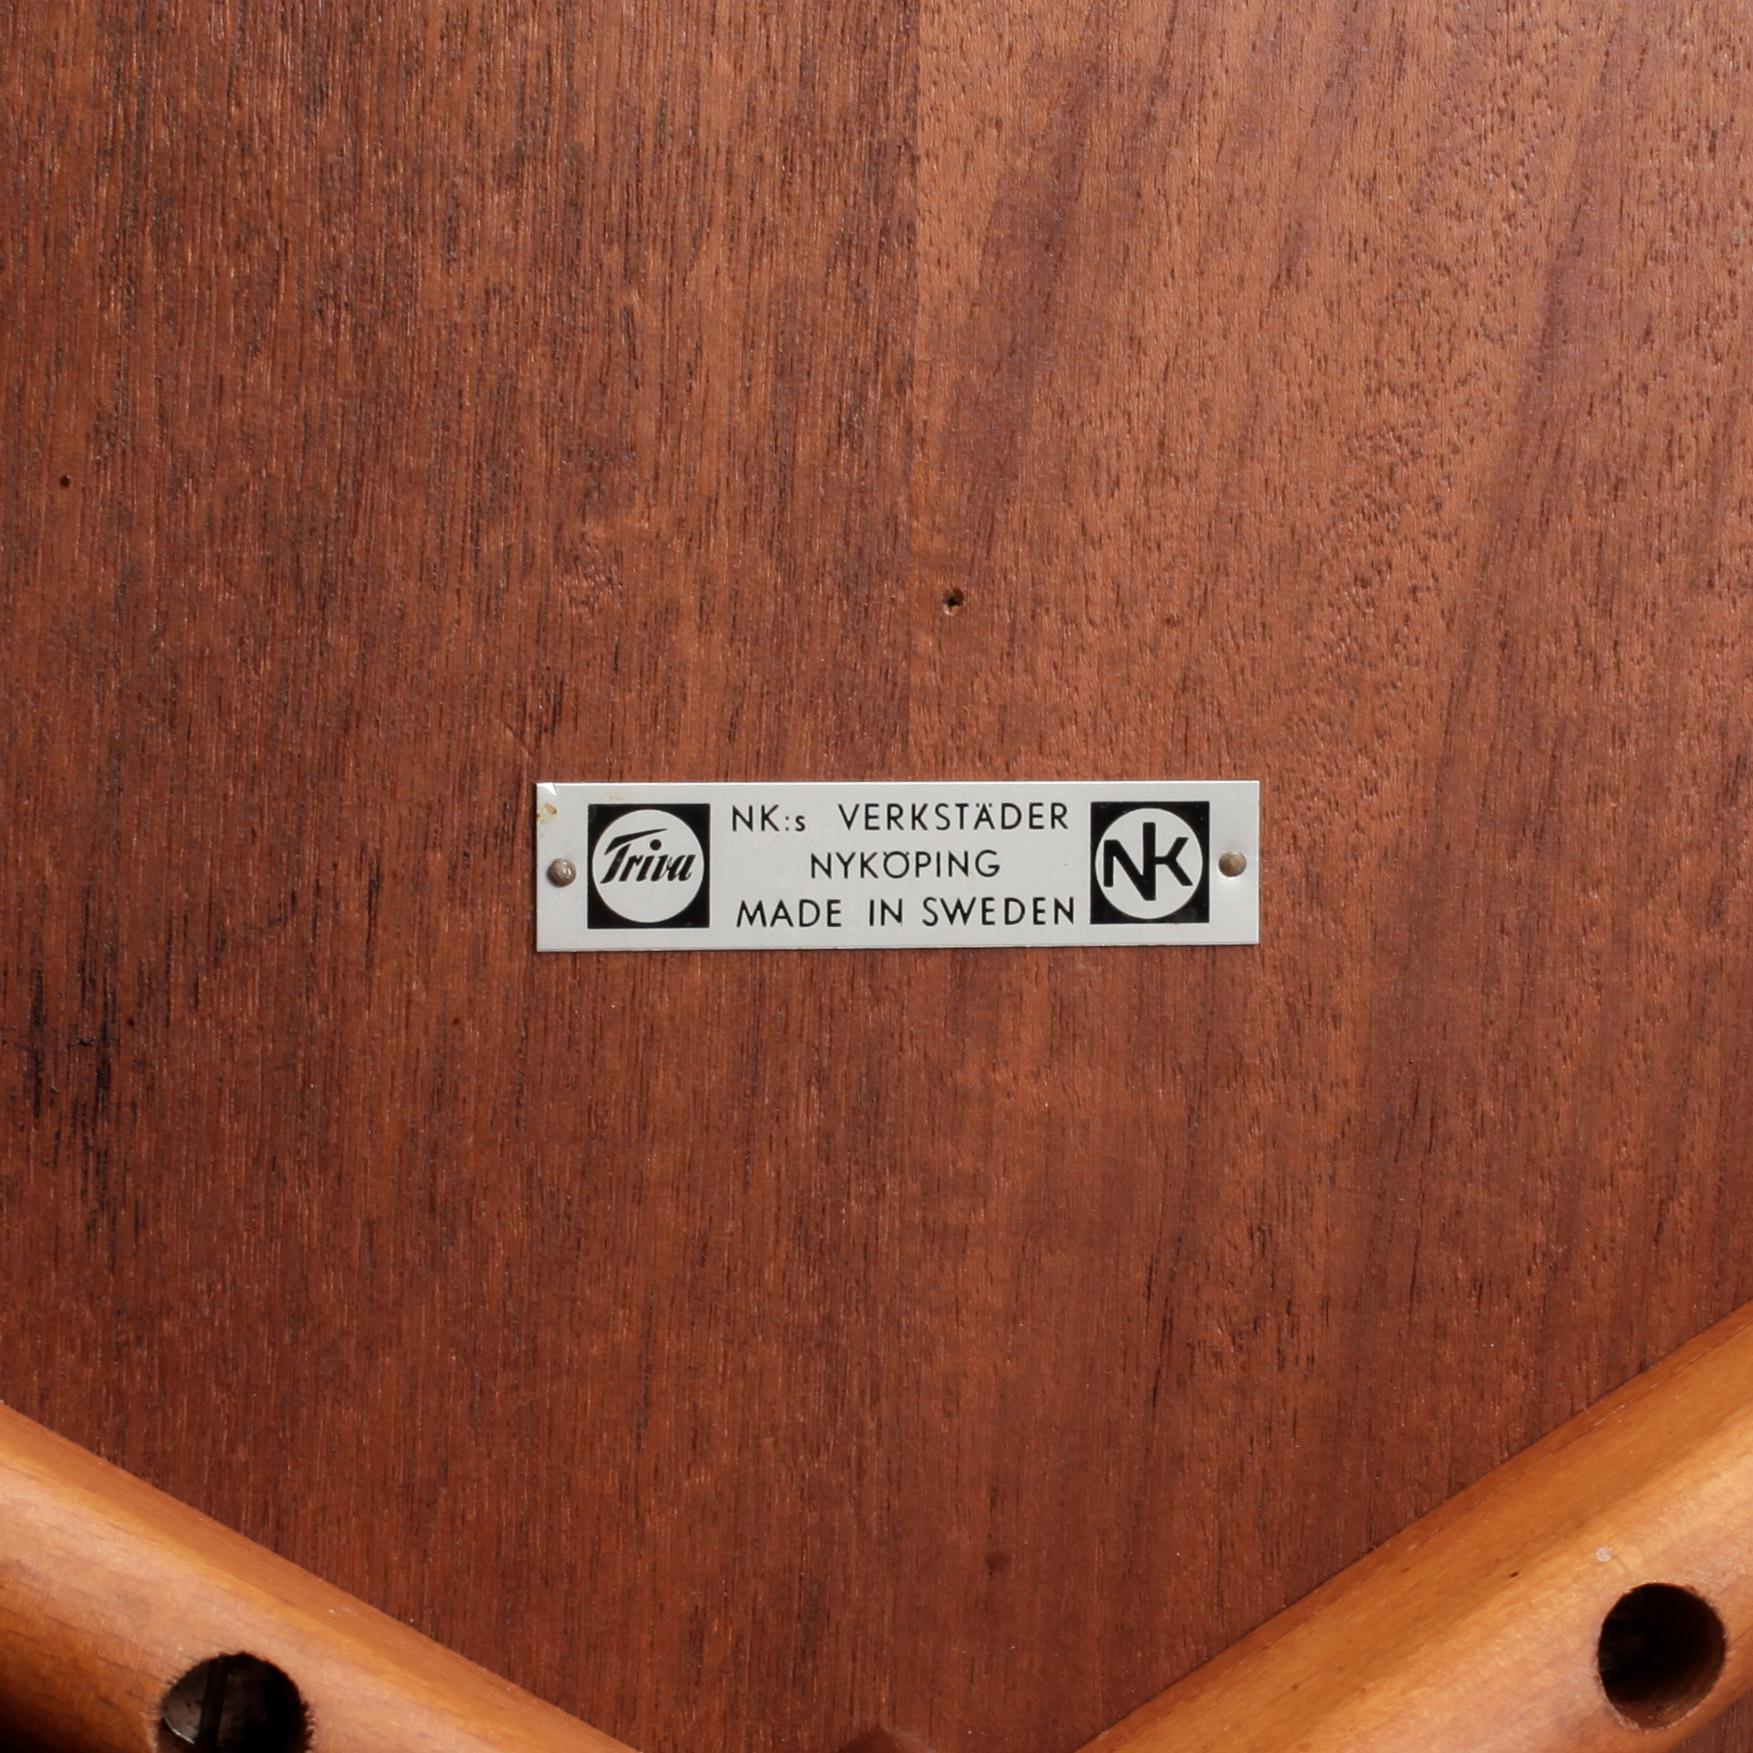 Triva
NK:s VERKSTÄDER
NYKÖPING
MADE IN SWEDEN
NK